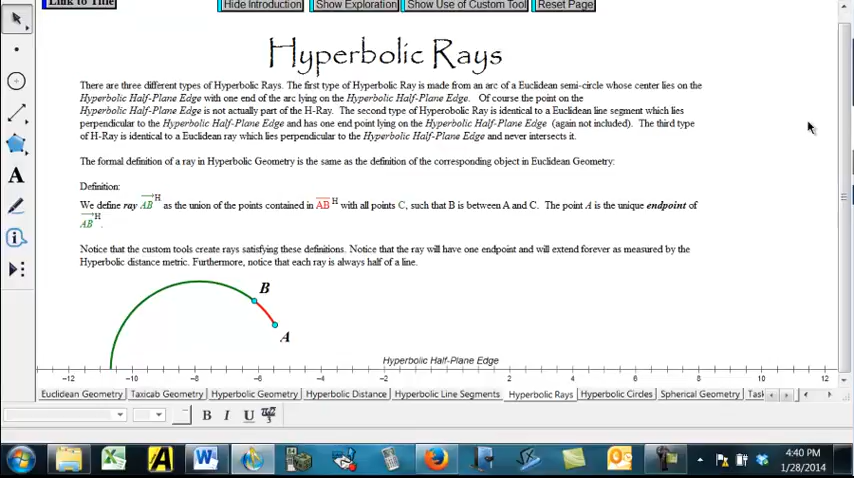 Link to Title
Hide Introduction Show Exploration Show Use of Custom Tool Reset Page
Hyperbolic Rays
There are three different types of Hyperbolic Rays. The first type of Hyperbolic Ray is made from an arc of a Euclidean semi-circle whose center lies on the
Hyperbolic Half-Plane Edge with one end of the arc lying on the Hyperbolic Half-Plane Edge. Of course the point on the
Hyperbolic Half-Plane Edge is not actually part of the H-Ray. The second type of Hyperobolic Ray is identical to a Euclidean line segment which lies
perpendicular to the Hyperbolic Half-Plane Edge and has one end point lying on the Hyperbolic Half-Plane Edge (again not included). The third type
of H-Ray is identical to a Euclidean ray which lies perpendicular to the Hyperbolic Half-Plane Edge and never intersects it.
The formal definition of a ray in Hyperbolic Geometry is the same as the definition of the corresponding object in Euclidean Geometry:
Definition:
We define ray AB H as the union of the points contained in AB H with all points C, such that B is between A and C. The point A is the unique endpoint of
AB H.
Notice that the custom tools create rays satisfying these definitions. Notice that the ray will have one endpoint and will extend forever as measured by the
Hyperbolic distance metric. Furthermore, notice that each ray is always half of a line.
B
A
Hyperbolic Half-Plane Edge
-12 -10 -8 -6 -4 -2 2 4 6 8 10 12
Euclidean Geometry Taxicab Geometry Hyperbolic Geometry Hyperbolic Distance Hyperbolic Line Segments Hyperbolic Rays Hyperbolic Circles Spherical Geometry Task
B I U
4:40 PM
1/28/2014